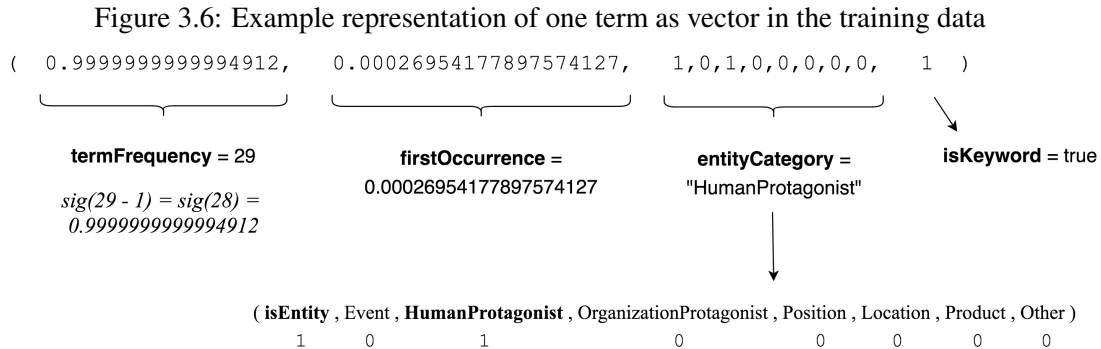 Figure 3.6: Example representation of one term as vector in the training data
( 0.9999999999994912, 0.00026954177897574127, 1,0,1,0,0,0,0,0, 1 )
termFrequency = 29
sig(29 - 1) = sig(28) =
0.9999999999994912
firstOccurrence =
0.00026954177897574127
entityCategory =
"HumanProtagonist"
isKeyword = true
( isEntity , Event , HumanProtagonist , OrganizationProtagonist , Position , Location , Product , Other )
1 0 1 0 0 0 0 0